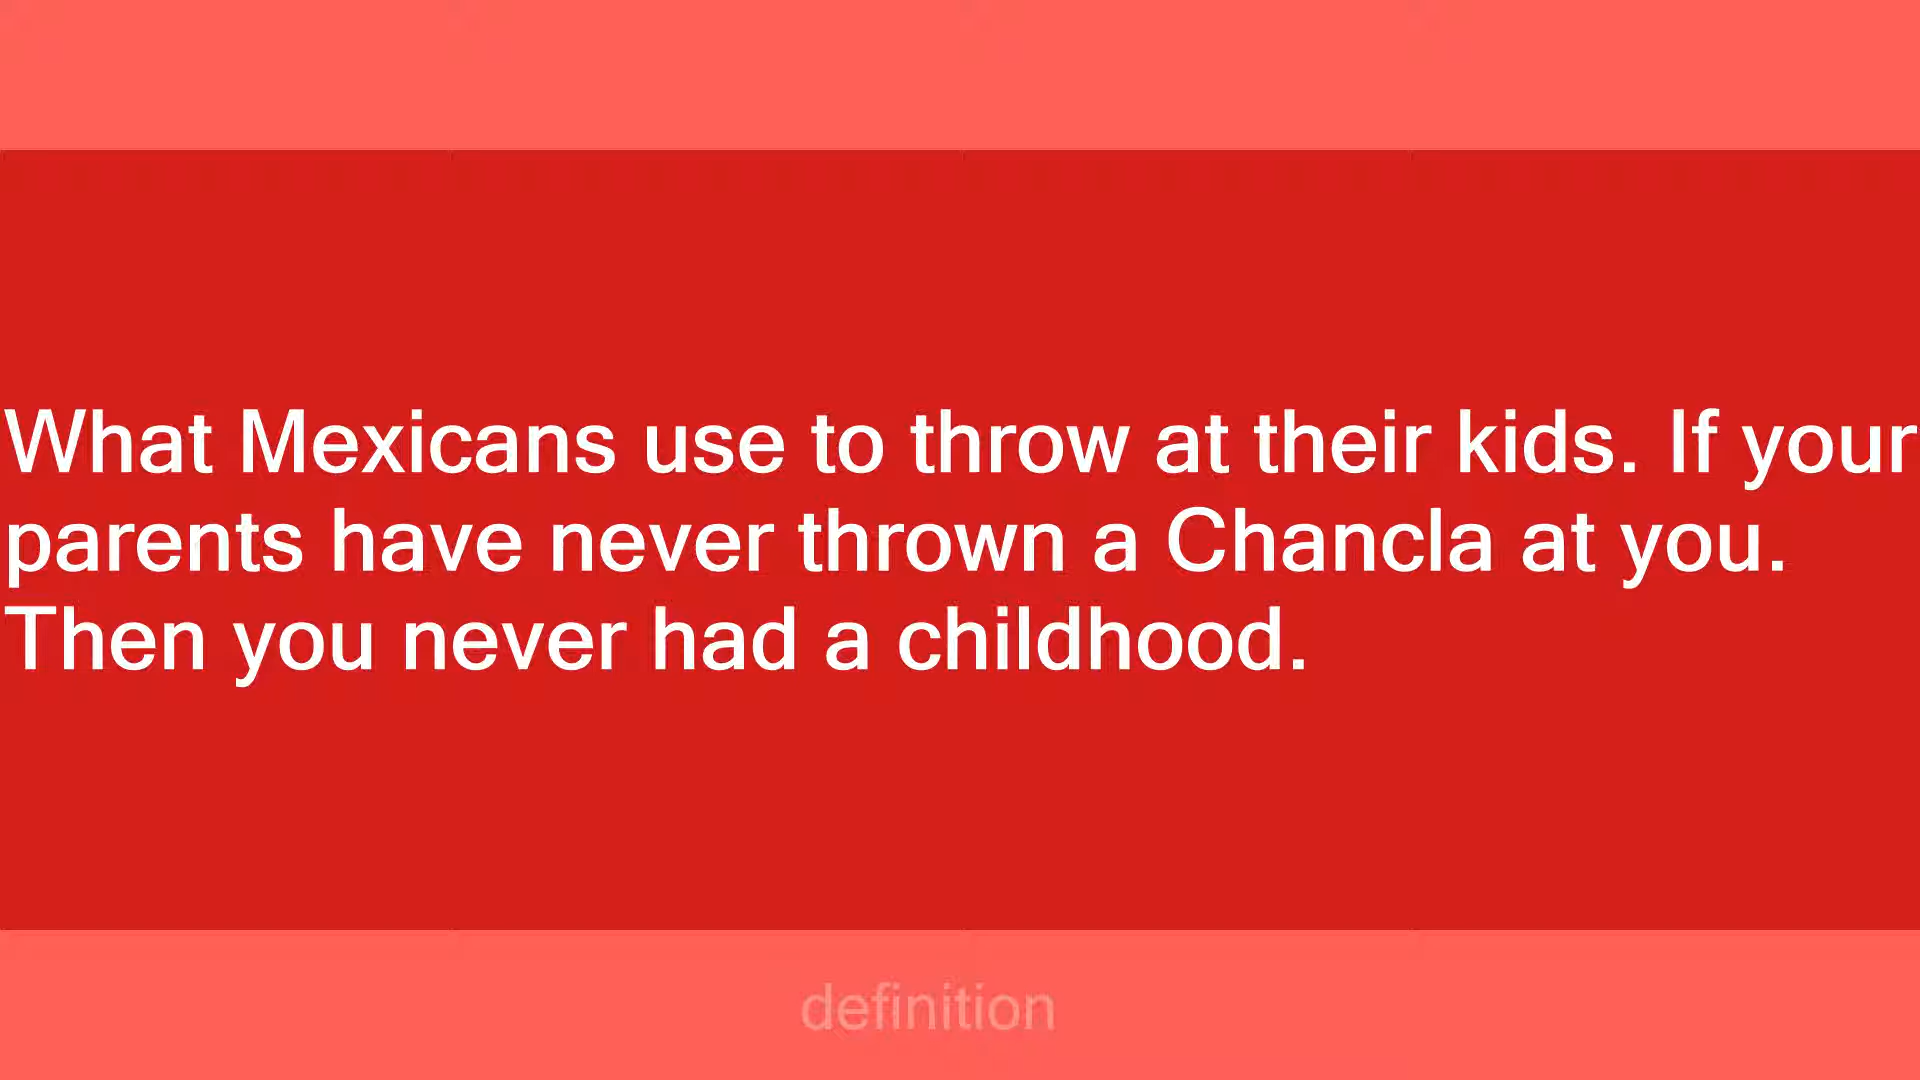 What Mexicans use to throw at their kids. If your
parents have never thrown a Chancla at you.
Then you never had a childhood.
definition